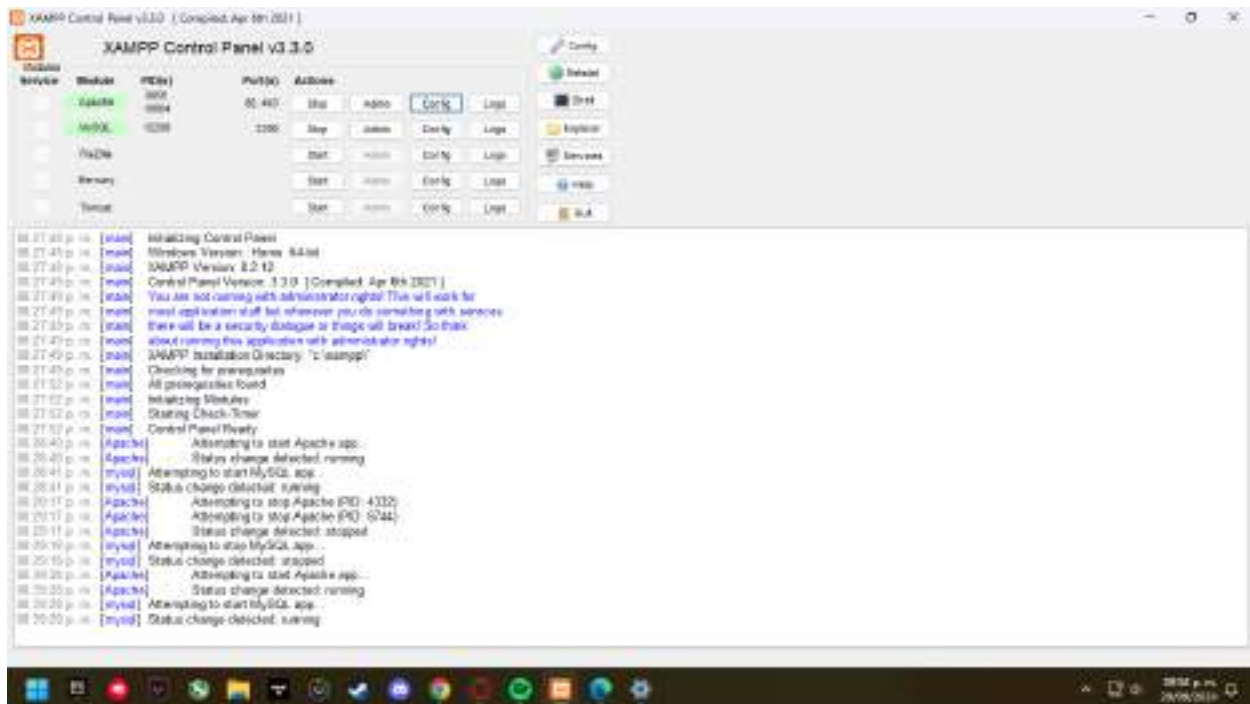 XAMPP Control Panel v3.3.0 [ Compiled: Apr 6th 2021 ]
XAMPP Control Panel v3.3.0
Config
Modules
Service Module PID(s) Port(s) Actions
Netstat
Apache 80, 443 Stop Admin Config Logs
Shell
MySQL 3306 Stop Admin Config Logs
Explorer
FileZilla Start Admin Config Logs
Services
Mercury Start Admin Config Logs
Help
Tomcat Start Admin Config Logs
Quit
[main] Initializing Control Panel
[main] Windows Version: Home 64-bit
[main] XAMPP Version: 8.2.12
[main] Control Panel Version: 3.3.0 [ Compiled: Apr 6th 2021 ]
[main] You are not running with administrator rights! This will work for
[main] most application stuff but whenever you do something with services
[main] there will be a security dialogue or things will break! So think
[main] about running this application with administrator rights!
[main] XAMPP Installation Directory: "c:\xampp\"
[main] Checking for prerequisites
[main] All prerequisites found
[main] Initializing Modules
[main] Starting Check-Timer
[main] Control Panel Ready
[Apache] Attempting to start Apache app...
[Apache] Status change detected: running
[mysql] Attempting to start MySQL app...
[mysql] Status change detected: running
[Apache] Attempting to stop Apache (PID: 4332)
[Apache] Attempting to stop Apache (PID: 6744)
[Apache] Status change detected: stopped
[mysql] Attempting to stop MySQL app...
[mysql] Status change detected: stopped
[Apache] Attempting to start Apache app...
[Apache] Status change detected: running
[mysql] Attempting to start MySQL app...
[mysql] Status change detected: running